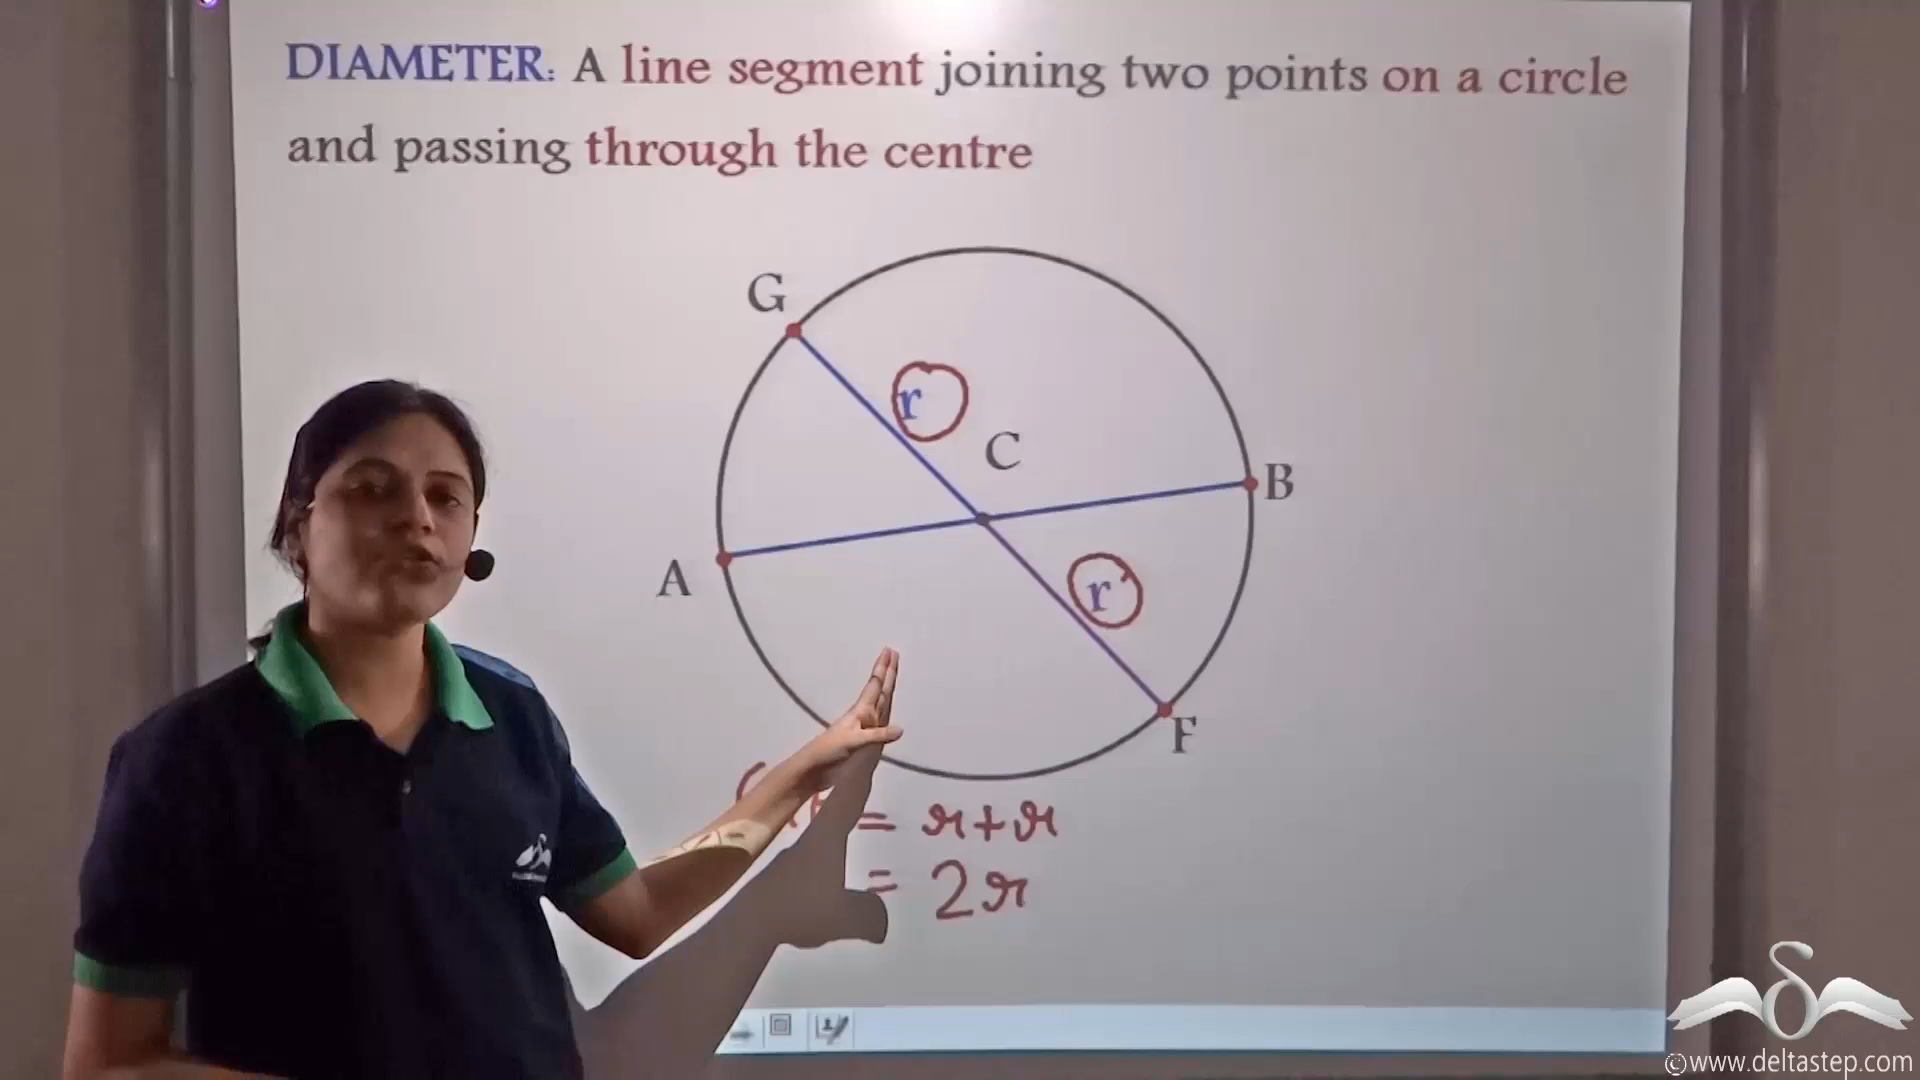 DIAMETER: A line segment joining two points on a circle
and passing through the centre
G
r
C
B
A
r
F
= r+r
= 2r
©www.deltastep.com